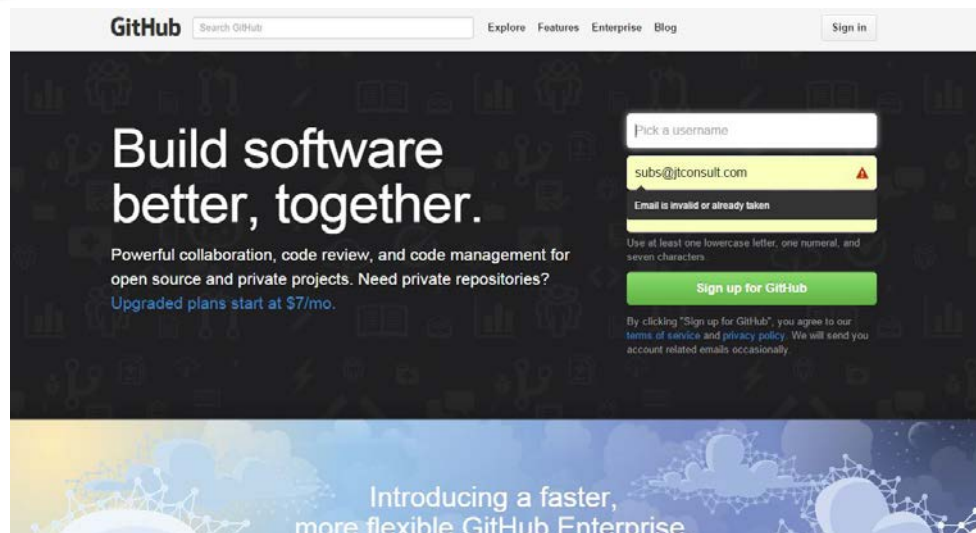 GitHub Search GitHub Explore Features Enterprise Blog Sign in
Build software
better, together.
Powerful collaboration, code review, and code management for
open source and private projects. Need private repositories?
Upgraded plans start at $7/mo.
Pick a username
subs@jtconsult.com
Email is invalid or already taken
Use at least one lowercase letter, one numeral, and
seven characters.
Sign up for GitHub
By clicking "Sign up for GitHub", you agree to our
terms of service and privacy policy. We will send you
account related emails occasionally.
Introducing a faster,
more flexible GitHub Enterprise